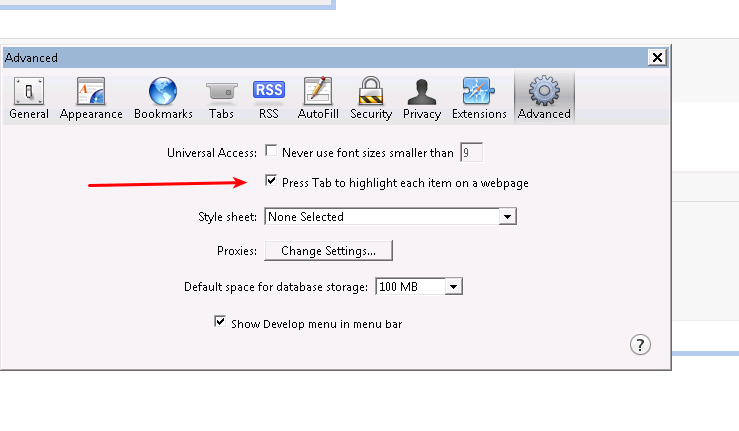 Advanced
RSS
General Appearance Bookmarks Tabs RSS AutoFill Security Privacy Extensions Advanced
Universal Access: Never use font sizes smaller than 9
Press Tab to highlight each item on a webpage
Style sheet: None Selected
Proxies: Change Settings...
Default space for database storage: 100 MB
Show Develop menu in menu bar
?